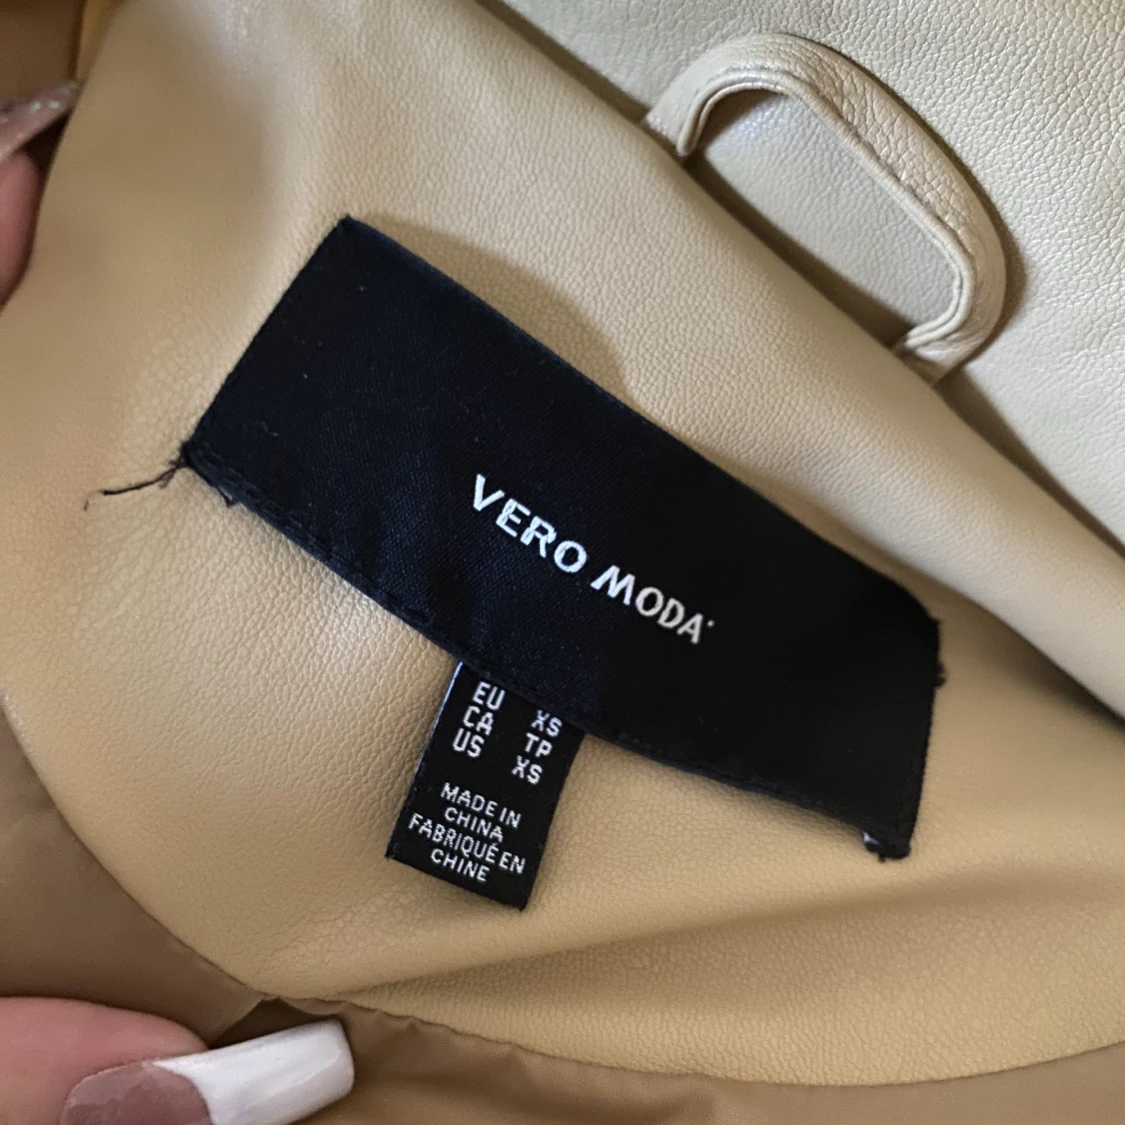 VERO MODA
EU XS
CA TP
US XS
MADE IN
CHINA
FABRIQUÉ EN
CHINE